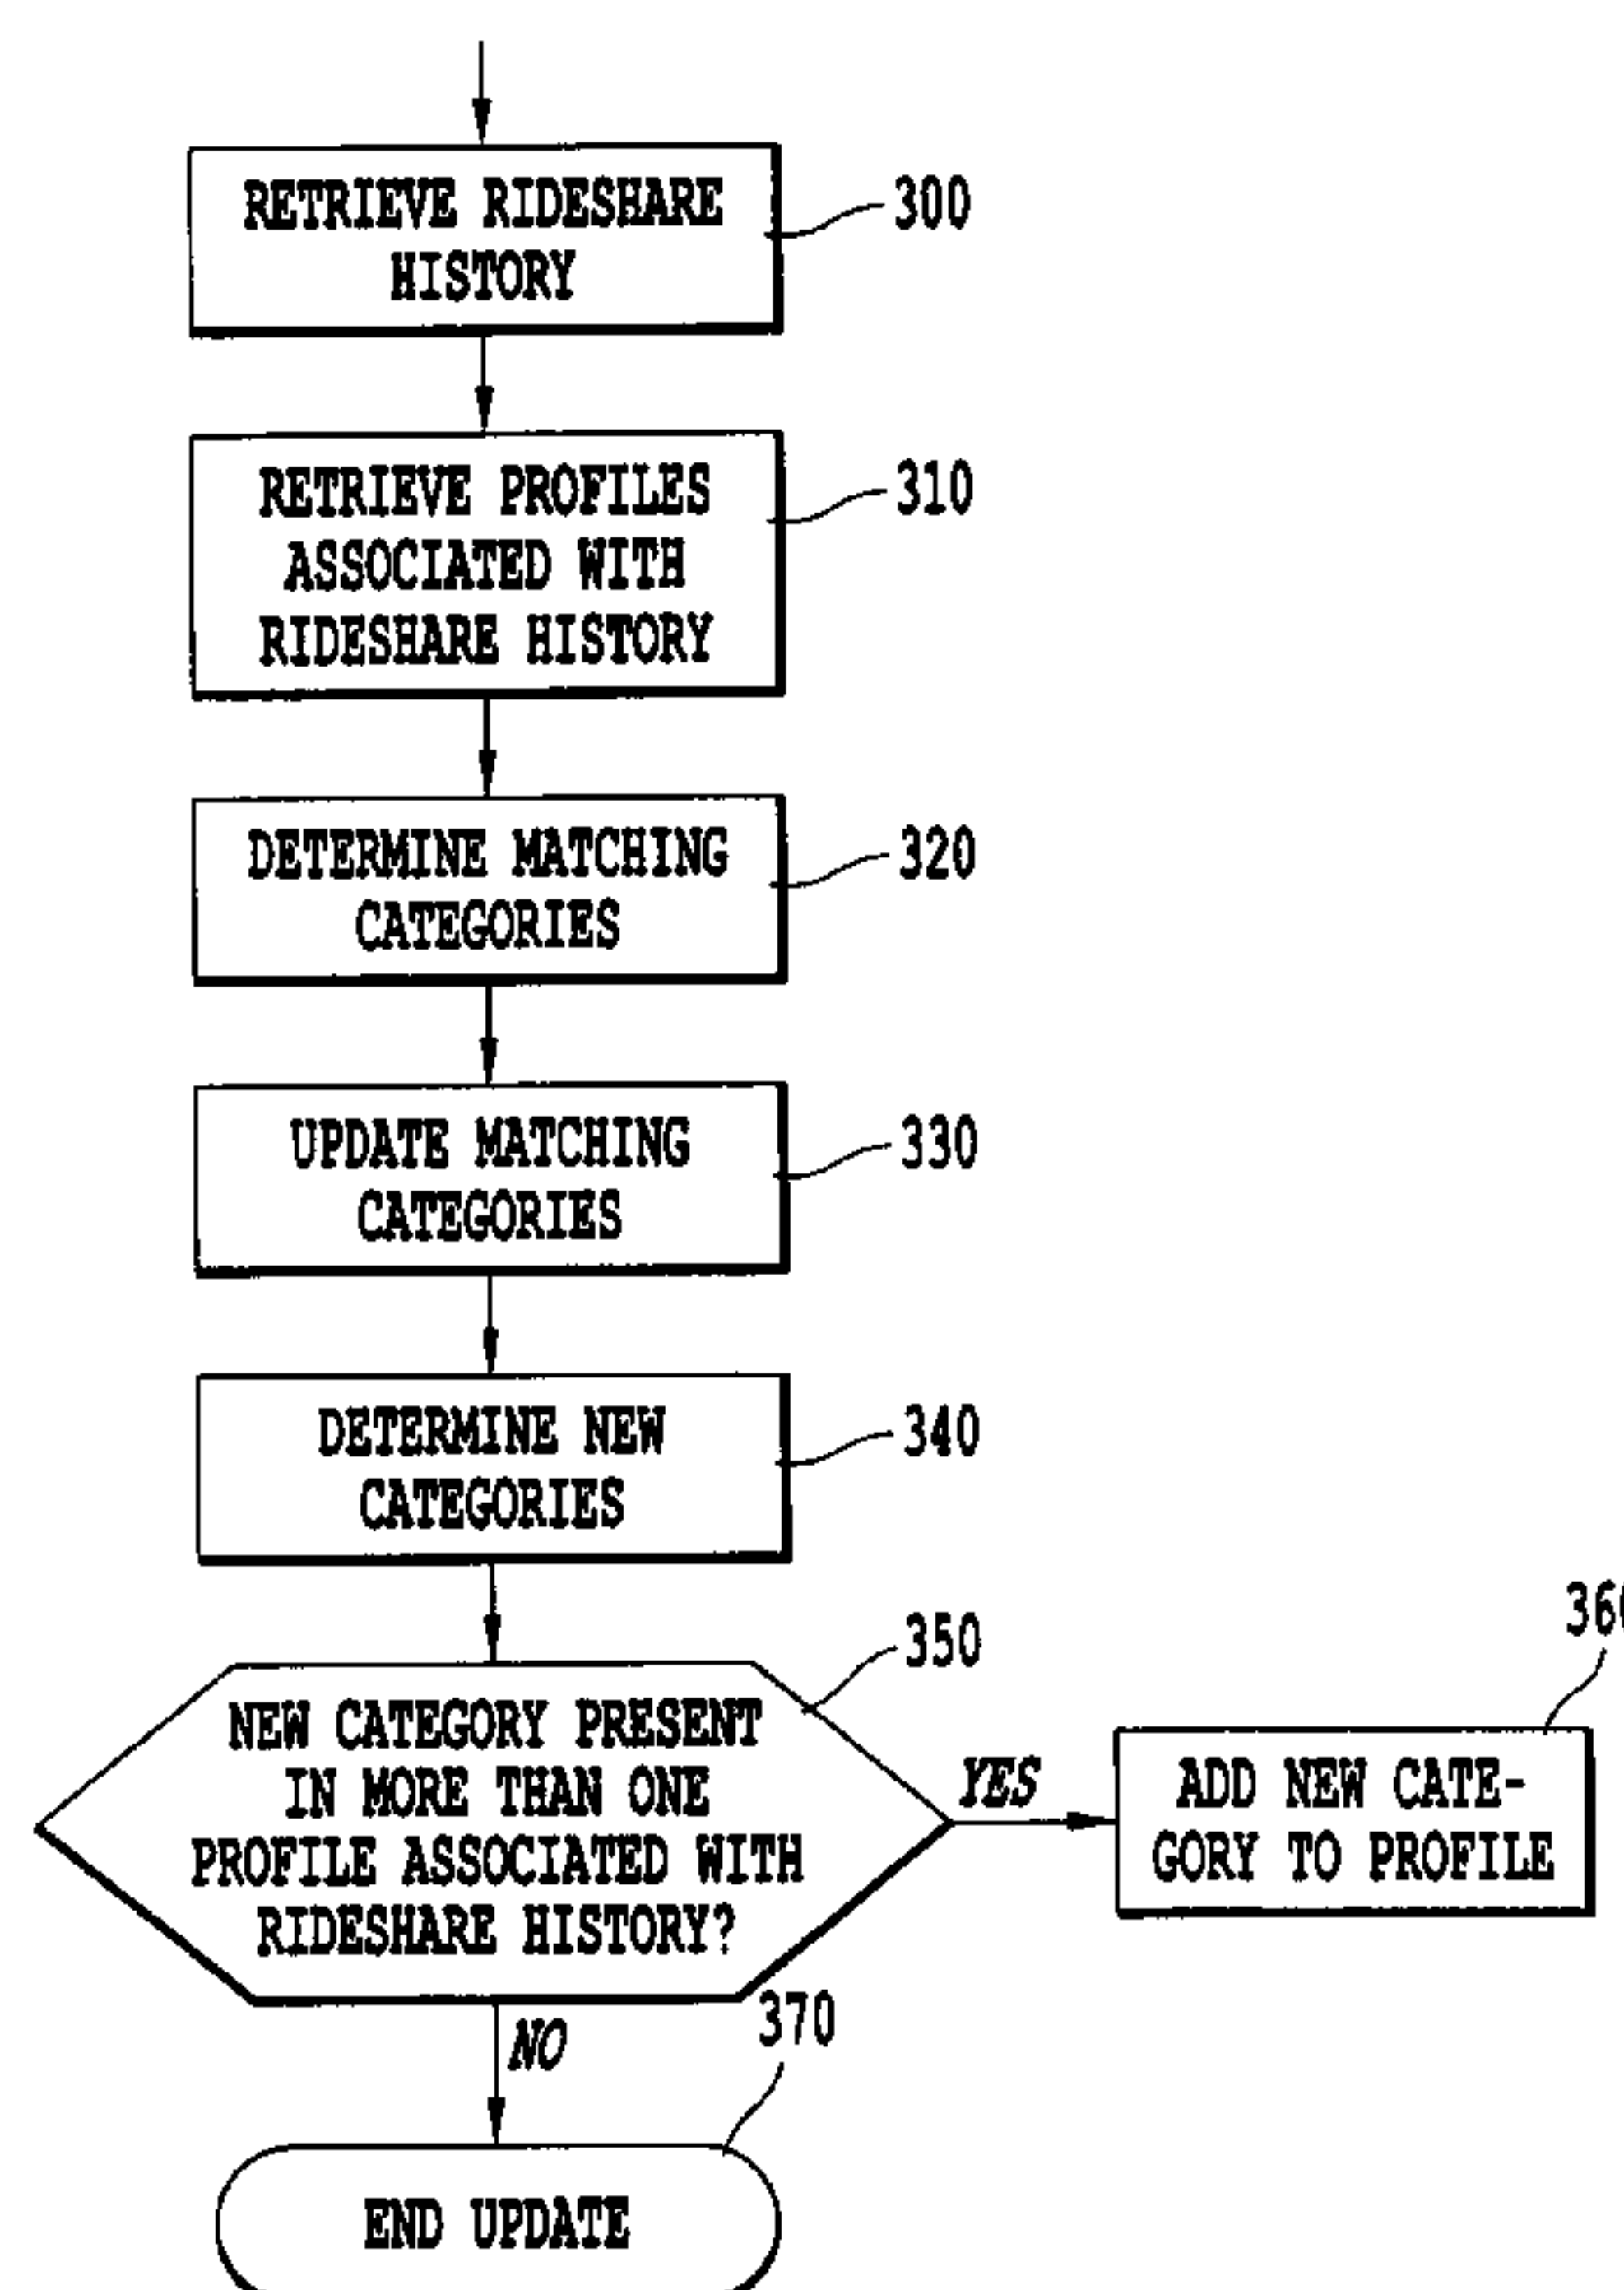 RETRIEVE RIDESHARE
HISTORY
300
RETRIEVE PROFILES
ASSOCIATED WITH
RIDESHARE HISTORY
310
DETERMINE MATCHING
CATEGORIES
320
UPDATE MATCHING
CATEGORIES
330
DETERMINE NEW
CATEGORIES
340
350
NEW CATEGORY PRESENT
IN MORE THAN ONE
PROFILE ASSOCIATED WITH
RIDESHARE HISTORY?
YES
360
ADD NEW CATE-
GORY TO PROFILE
NO
370
END UPDATE